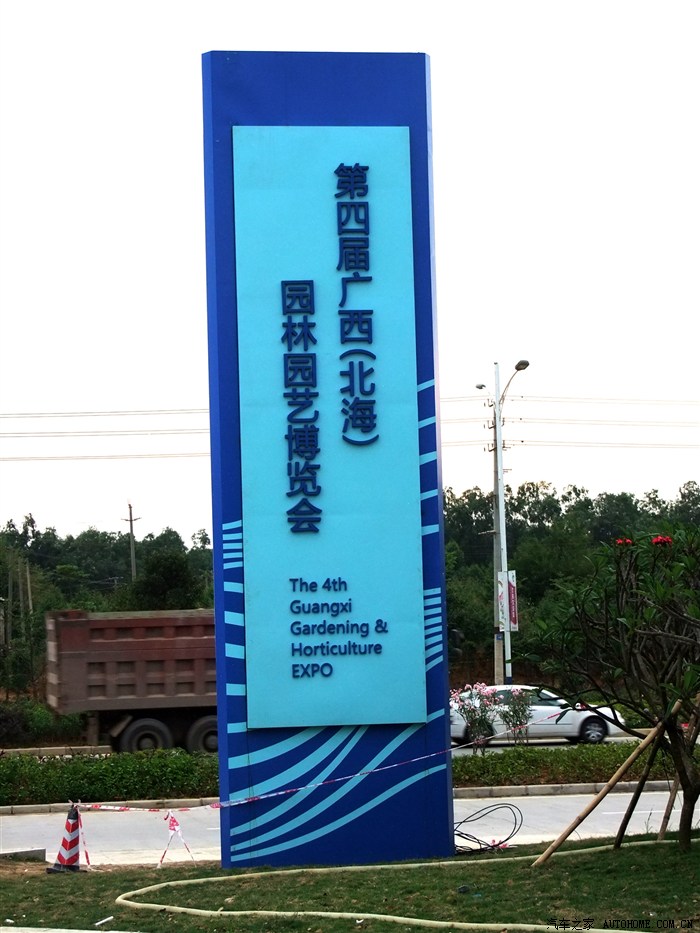 第四届广西(北海)
园林园艺博览会
The 4th
Guangxi
Gardening &
Horticulture
EXPO
汽车之家 AUTOHOME.COM.CN